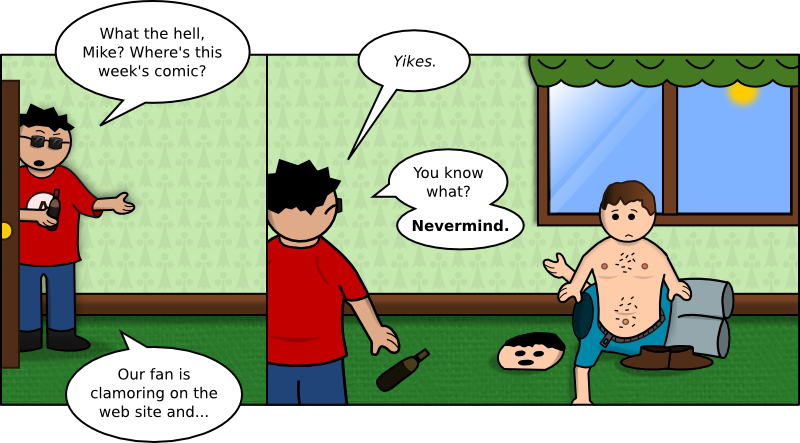 What the hell,
Mike? Where's this
week's comic?
Our fan is
clamoring on the
web site and...
Yikes.
You know
what?
Nevermind.